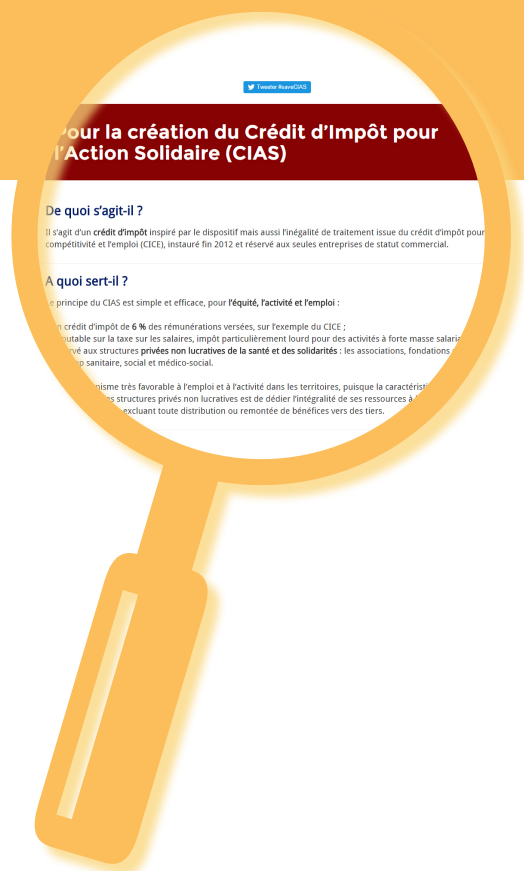 Tweeter #saveCIAS
Pour la création du Crédit d'Impôt pour
l'Action Solidaire (CIAS)
De quoi s'agit-il ?
Il s'agit d'un crédit d'impôt inspiré par le dispositif mais aussi l'inégalité de traitement issue du crédit d'impôt pour
compétitivité et l'emploi (CICE), instauré fin 2012 et réservé aux seules entreprises de statut commercial.
A quoi sert-il ?
Le principe du CIAS est simple et efficace, pour l'équité, l'activité et l'emploi :
crédit d'impôt de 6 % des rémunérations versées, sur l'exemple du CICE ;
sur la taxe sur les salaires, impôt particulièrement lourd pour des activités à forte masse
aux structures privées non lucratives de la santé et des solidarités : les associations, fondations
sanitaire, social et médico-social.
très favorable à l'emploi et à l'activité dans les territoires, puisque la
structures privés non lucratives est de dédier l'intégralité de ses ressources à
excluant toute distribution ou remontée de bénéfices vers des tiers.